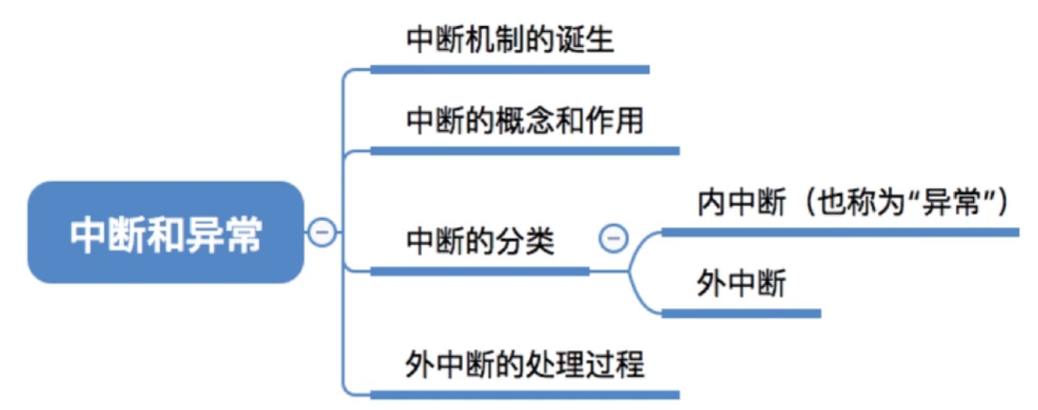 中断机制的诞生
中断的概念和作用
中断和异常
中断的分类
内中断（也称为“异常”）
外中断
外中断的处理过程